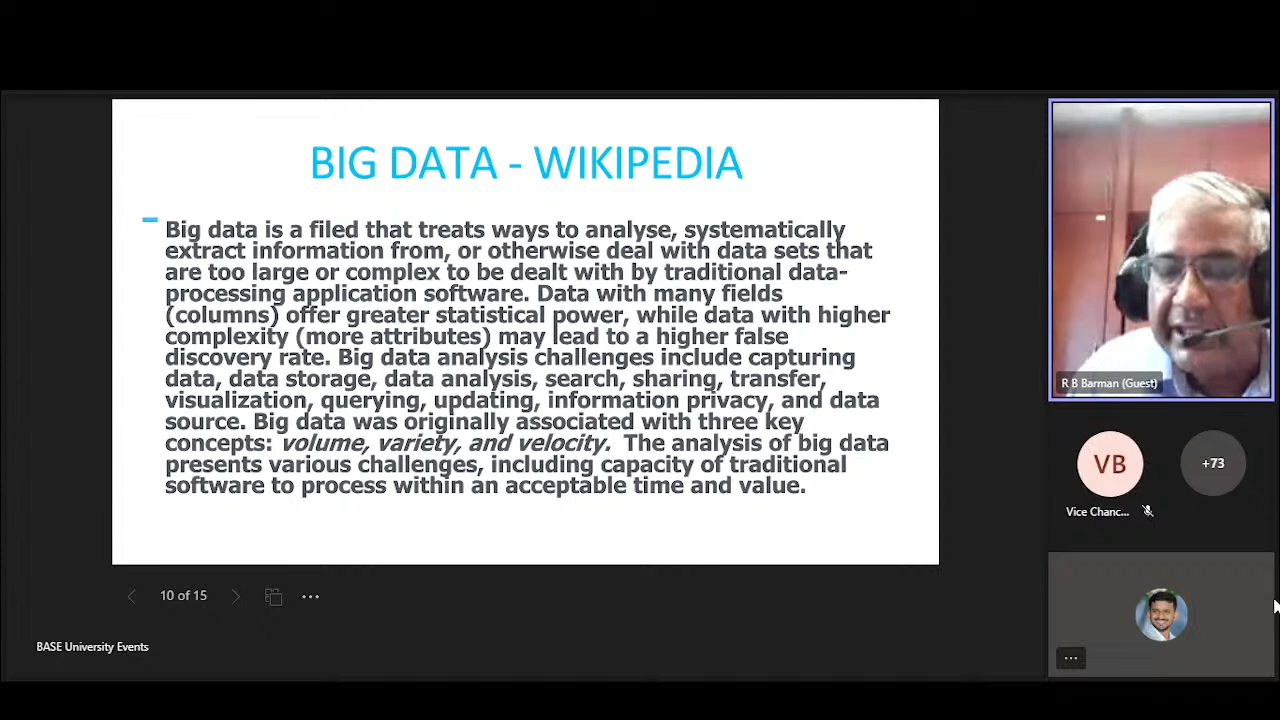 BIG DATA - WIKIPEDIA
Big data is a filed that treats ways to analyse, systematically
extract information from, or otherwise deal with data sets that
are too large or complex to be dealt with by traditional data-
processing application software. Data with many fields
(columns) offer greater statistical power, while data with higher
complexity (more attributes) may lead to a higher false
discovery rate. Big data analysis challenges include capturing
data, data storage, data analysis, search, sharing, transfer,
visualization, querying, updating, information privacy, and data
source. Big data was originally associated with three key
concepts: volume, variety, and velocity. The analysis of big data
presents various challenges, including capacity of traditional
software to process within an acceptable time and value.
10 of 15
BASE University Events
R B Barman (Guest)
VB
+73
Vice Chanc...